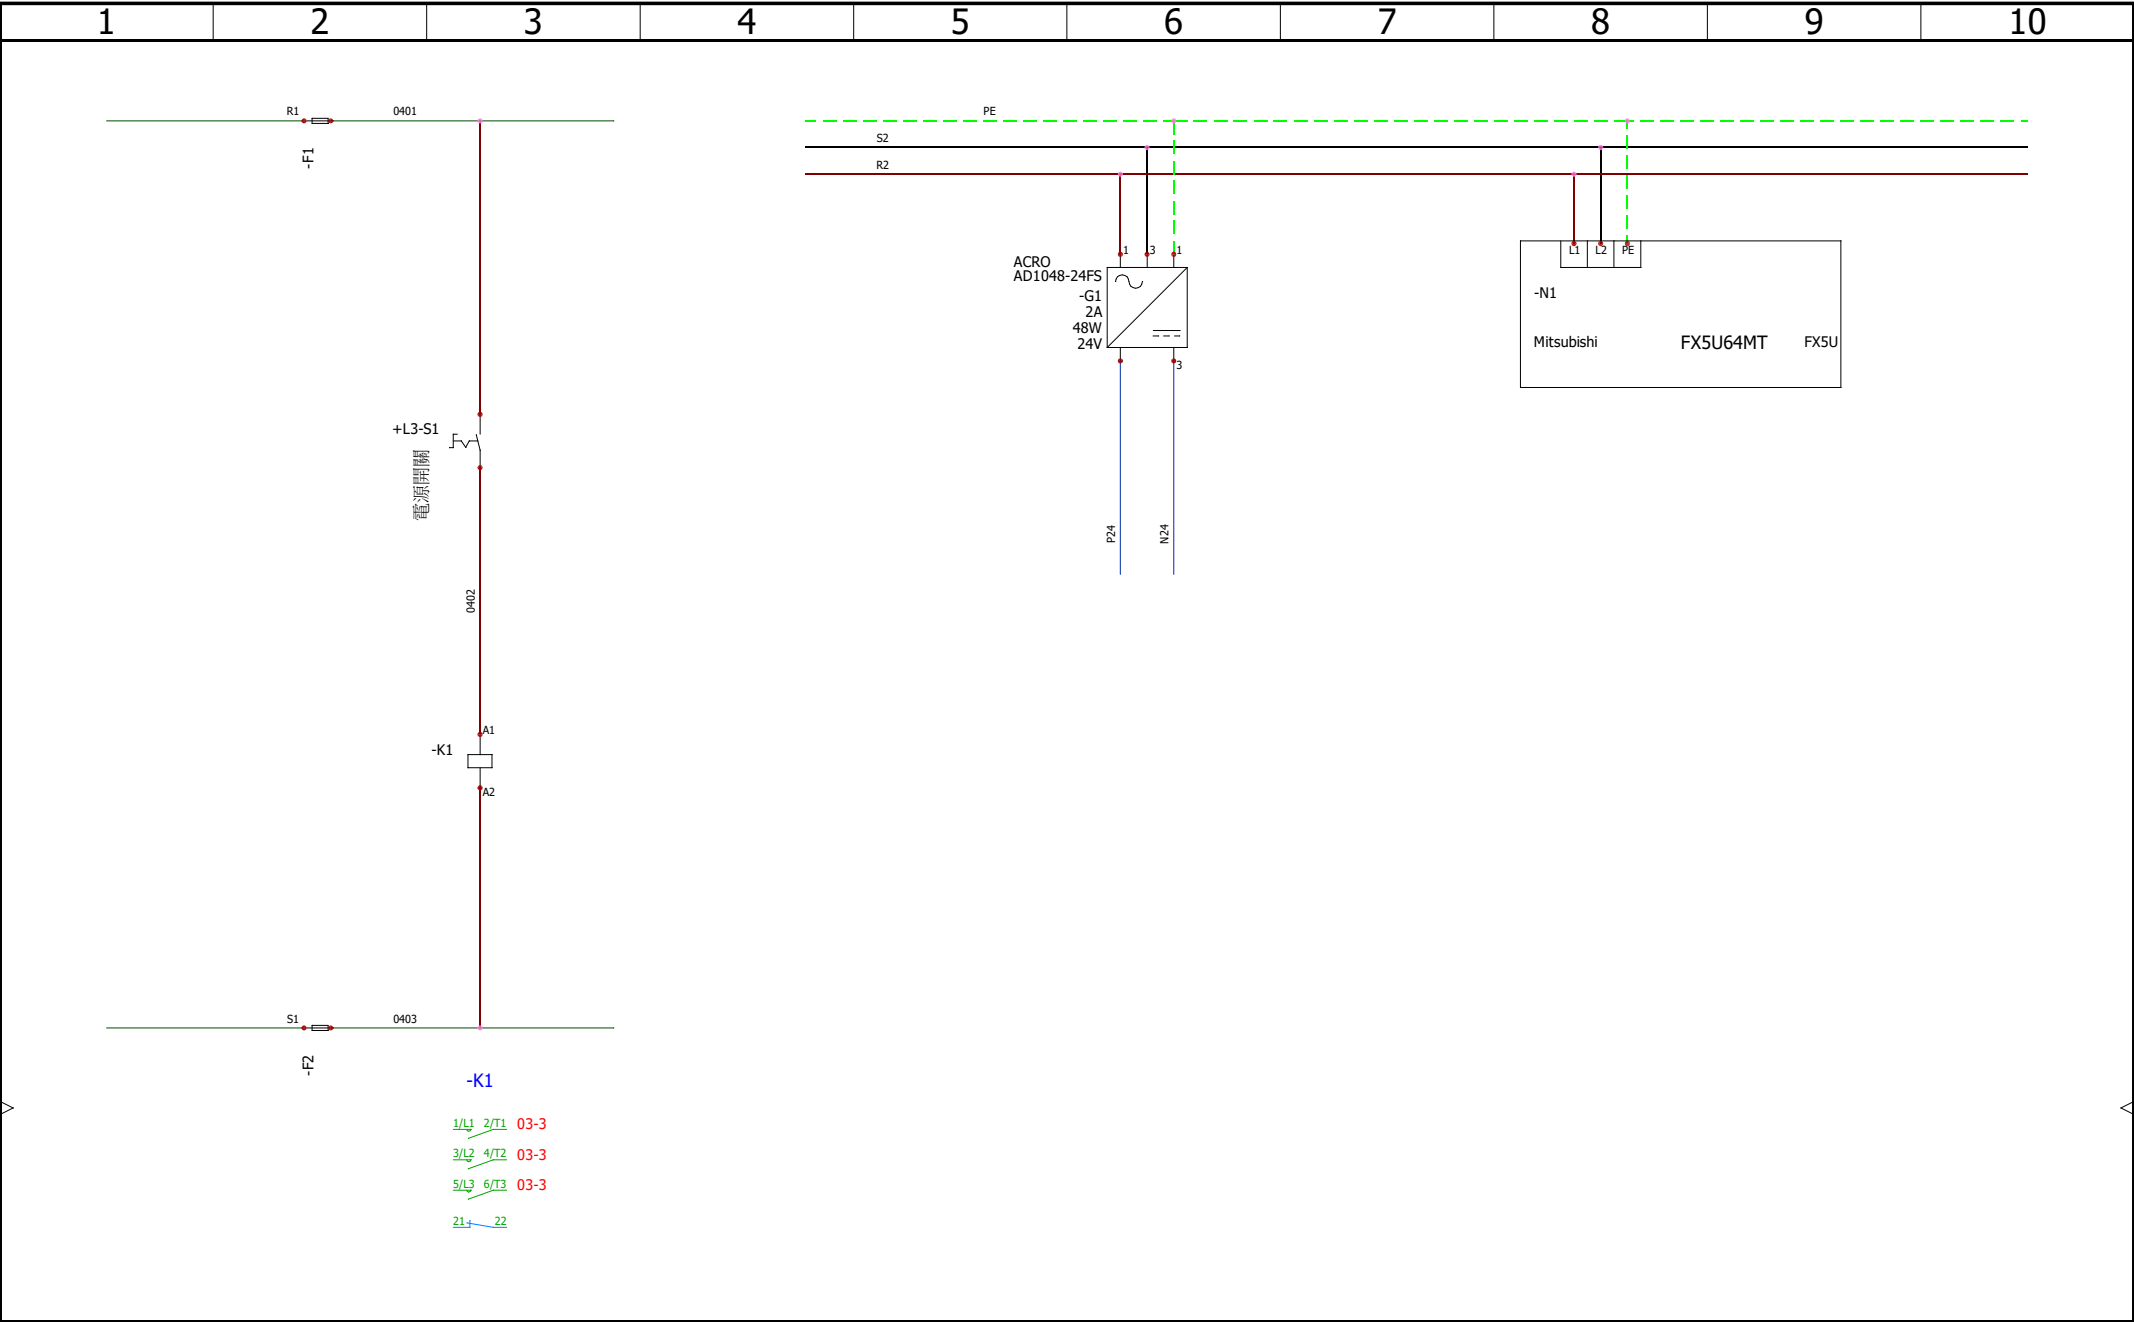 1 2 3 4 5 6 7 8 9 10
R1 0401
-F1
+L3-S1
電源開關
0402
A1
-K1
A2
S1 0403
-F2
-K1
1/L1 2/T1 03-3
3/L2 4/T2 03-3
5/L3 6/T3 03-3
21 22
PE
S2
R2
1 3 1
ACRO
AD1048-24FS
-G1
2A
48W
24V
3
P24 N24
L1 L2 PE
-N1
Mitsubishi FX5U64MT FX5U